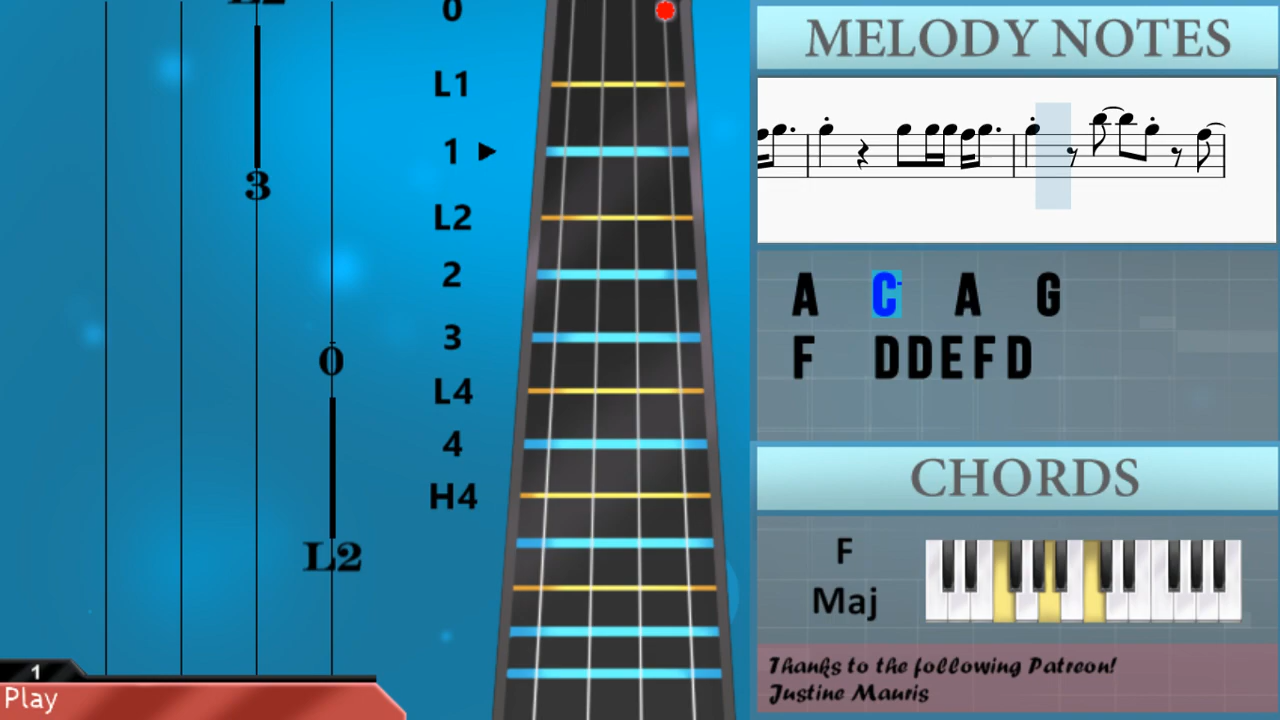 L2
3
0
L2
0
L1
1
L2
2
3
L4
4
H4
MELODY NOTES
A C A G
F DDEFD
CHORDS
F
Maj
Thanks to the following Patreon!
Justine Mauris
1
Play